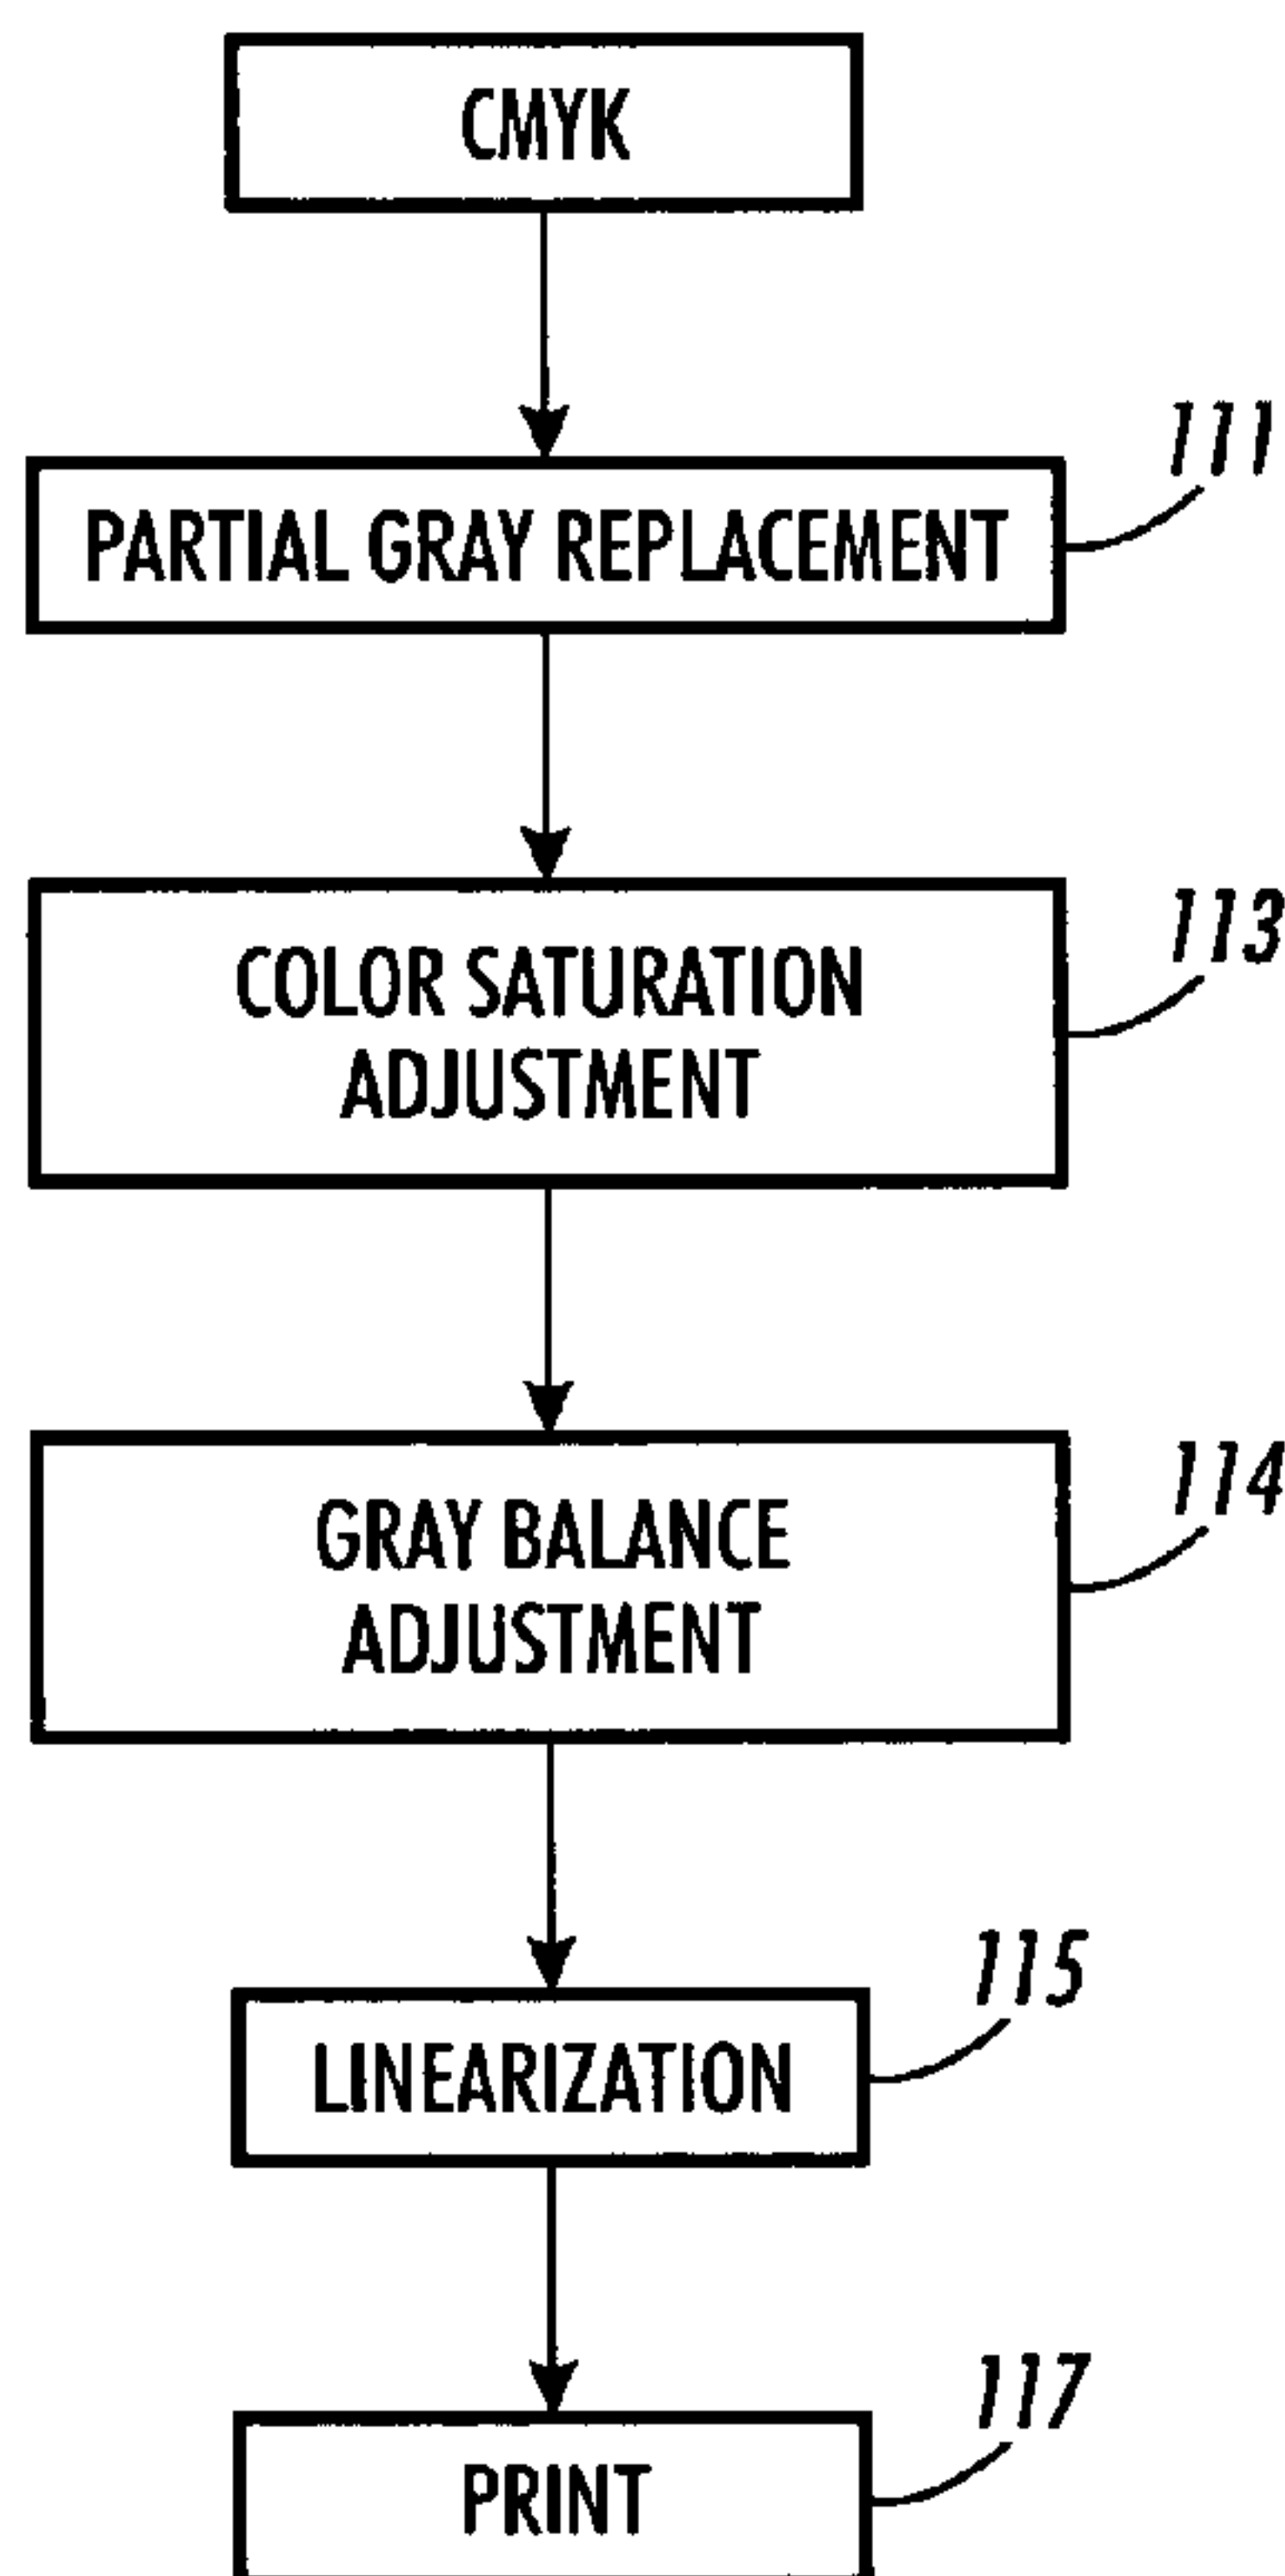 CMYK
111
PARTIAL GRAY REPLACEMENT
113
COLOR SATURATION
ADJUSTMENT
114
GRAY BALANCE
ADJUSTMENT
115
LINEARIZATION
117
PRINT